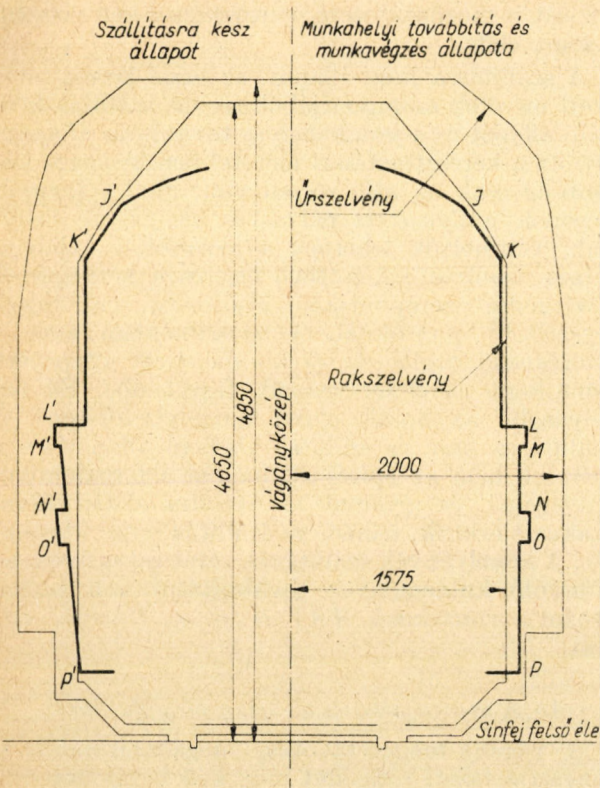 Szállításra kész
állapot
Munkahelyi továbbítás és
munkavégzés állapota
J'
Űrszelvény
J
K'
K
Rakszelvény
4850
4650
Vágányközép
L'
L
M'
M
2000
N'
N
O'
O
1575
P'
P
Sínfej felső éle